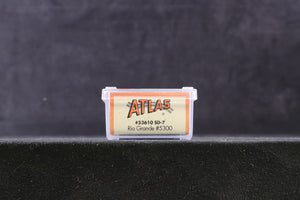 ATLAS
#53610 SD-7
Rio Grande #5300